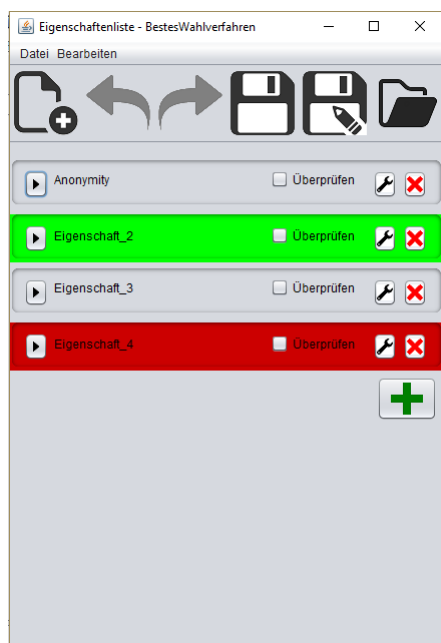 Eigenschaftenliste - BestesWahlverfahren
Datei Bearbeiten
Anonymity Überprüfen
Eigenschaft_2 Überprüfen
Eigenschaft_3 Überprüfen
Eigenschaft_4 Überprüfen